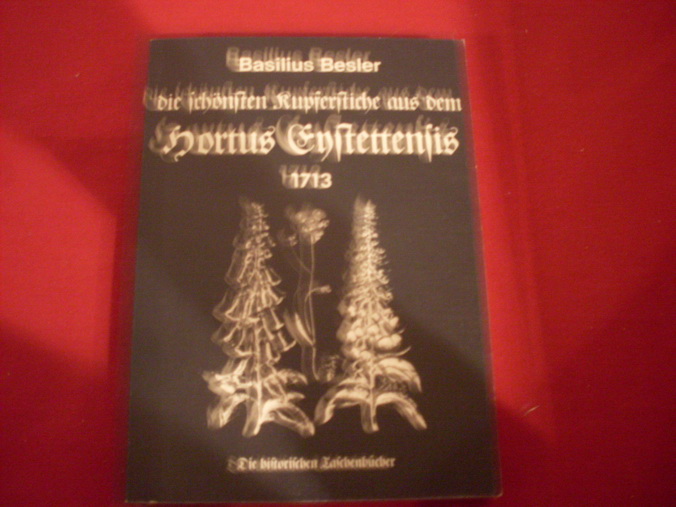 Basilius Besler
die schönsten Kupferstiche aus dem
Hortus Eystettensis
1713
Die historischen Taschenbücher